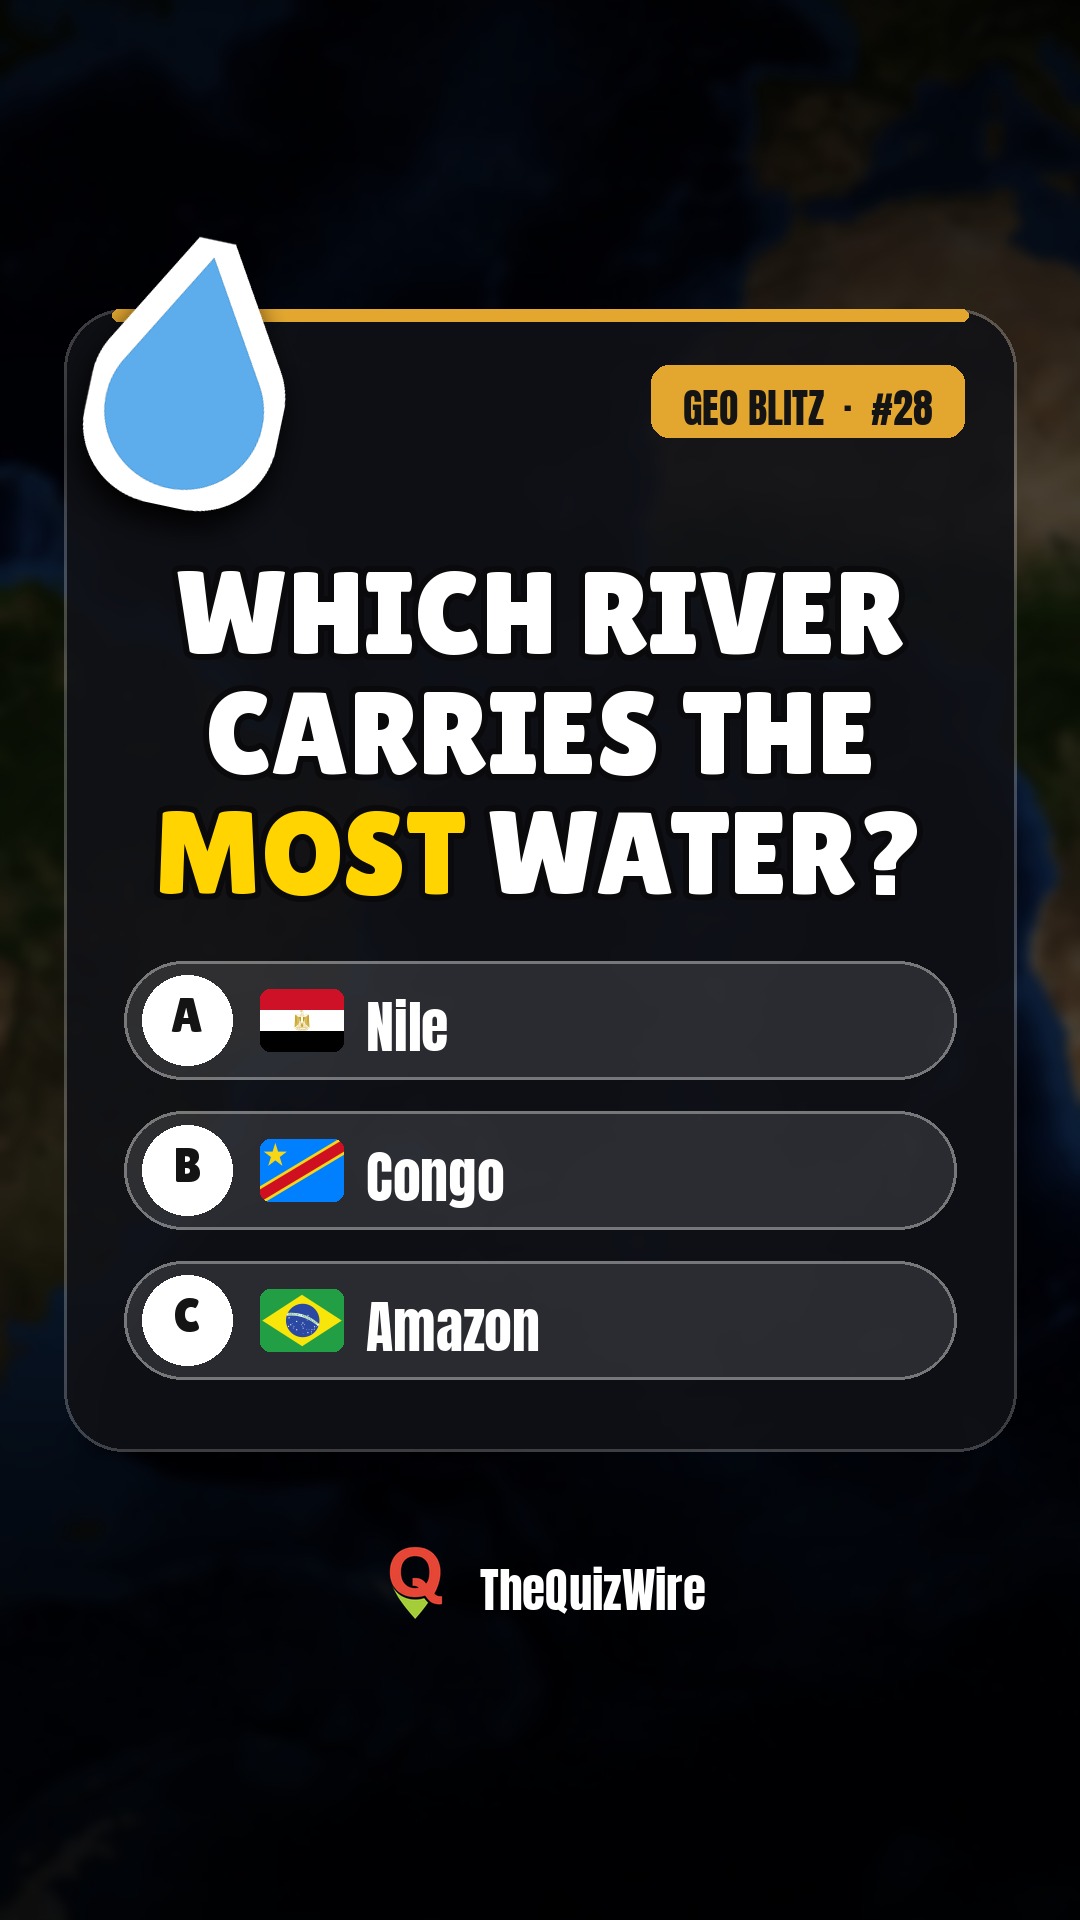 GEO BLITZ · #28
WHICH RIVER
CARRIES THE
MOST WATER?
A Nile
B Congo
C Amazon
Q TheQuizWire